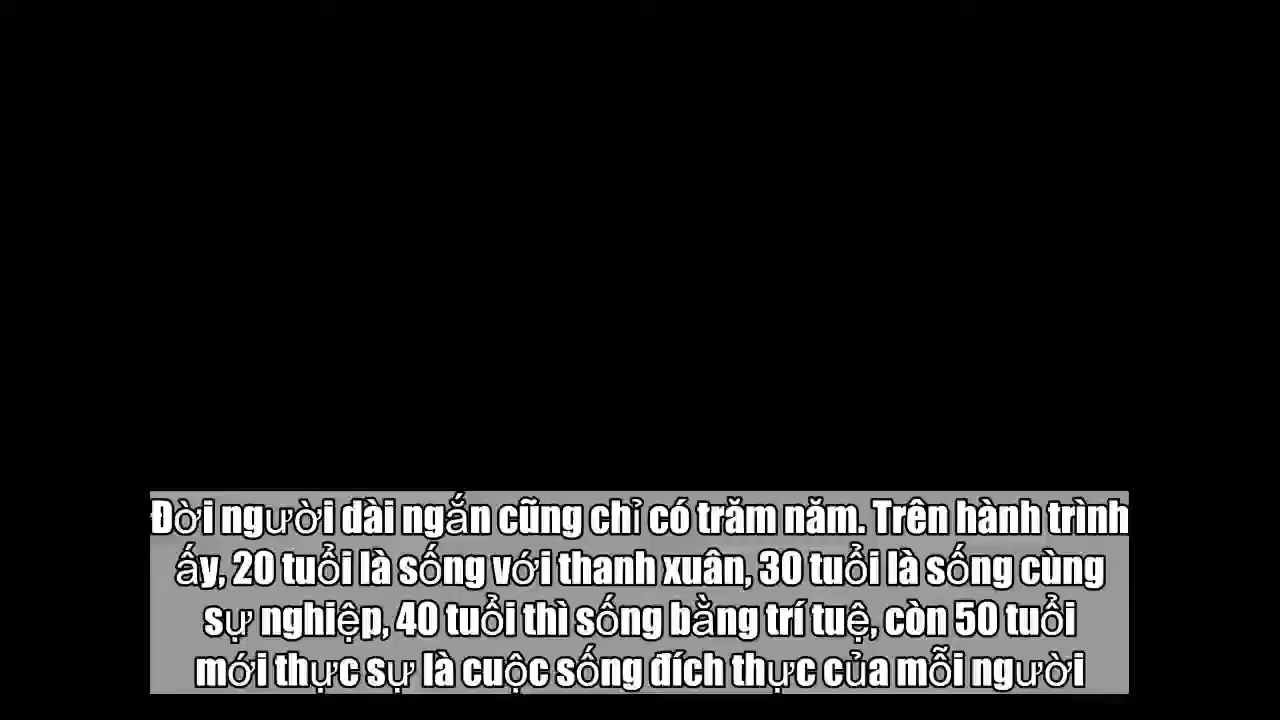 Đời người dài ngắn cũng chỉ có trăm năm. Trên hành trình
ấy, 20 tuổi là sống với thanh xuân, 30 tuổi là sống cùng
sự nghiệp, 40 tuổi thì sống bằng trí tuệ, còn 50 tuổi
mới thực sự là cuộc sống đích thực của mỗi người